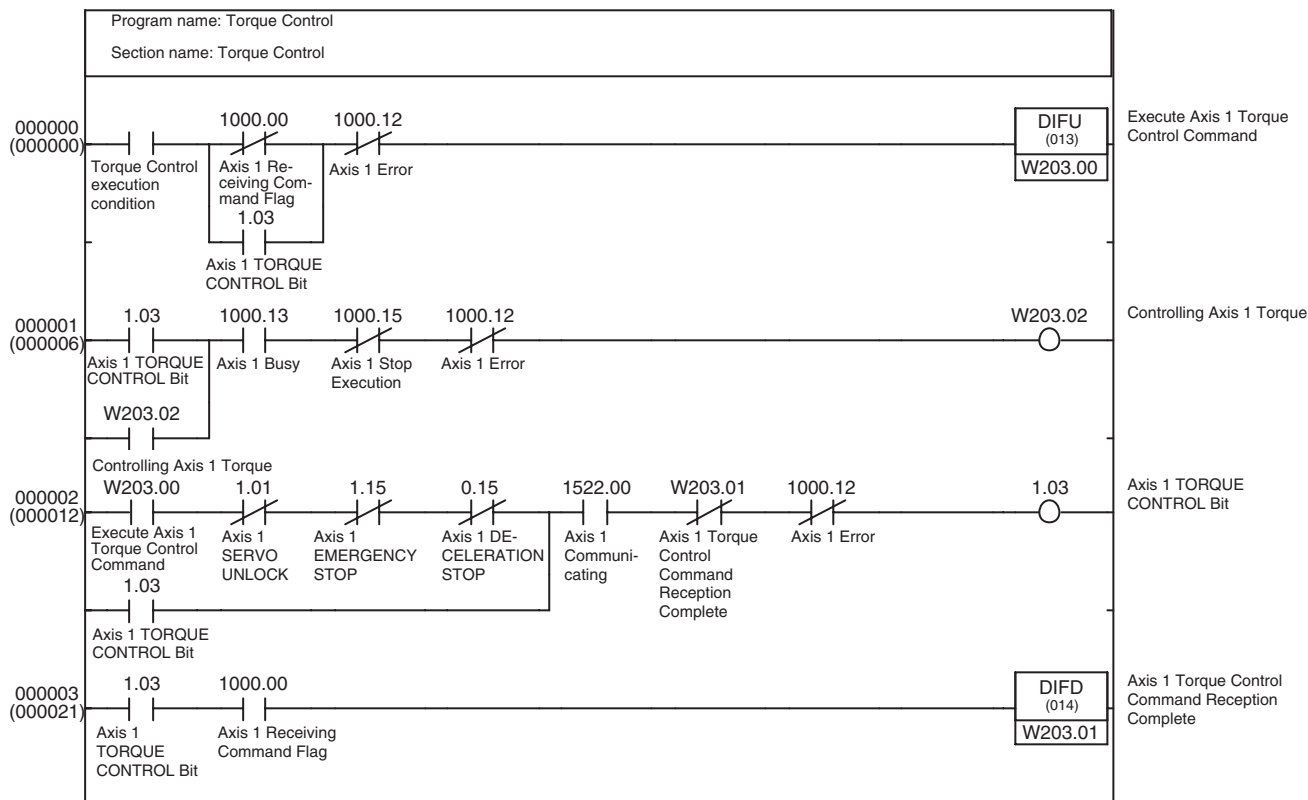 Program name: Torque Control
Section name: Torque Control
1000.00 1000.12 DIFU Execute Axis 1 Torque
000000 (013) Control Command
(000000)
Torque Control Axis 1 Re- Axis 1 Error W203.00
execution ceiving Com-
condition mand Flag
1.03
Axis 1 TORQUE
CONTROL Bit
000001 1.03 1000.13 1000.15 1000.12 W203.02 Controlling Axis 1 Torque
(000006)
Axis 1 TORQUE Axis 1 Busy Axis 1 Stop Axis 1 Error
CONTROL Bit Execution
W203.02
Controlling Axis 1 Torque
000002 W203.00 1.01 1.15 0.15 1522.00 W203.01 1000.12 1.03 Axis 1 TORQUE
(000012) CONTROL Bit
Execute Axis 1 Axis 1 Axis 1 Axis 1 DE- Axis 1 Axis 1 Torque Axis 1 Error
Torque Control SERVO EMERGENCY CELERATION Communi- Control
Command UNLOCK STOP STOP cating Command
Reception
Complete
1.03
Axis 1 TORQUE
CONTROL Bit
000003 1.03 1000.00 DIFD Axis 1 Torque Control
(000021) (014) Command Reception
Complete
Axis 1 Axis 1 Receiving W203.01
TORQUE Command Flag
CONTROL Bit